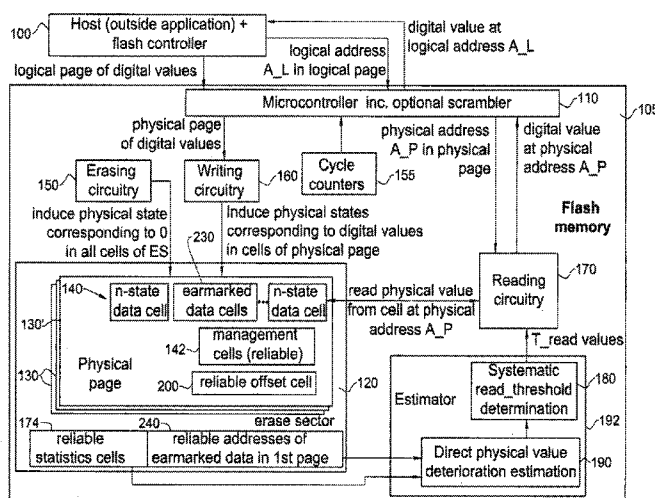 100
Host (outside application) +
flash controller
digital value at
logical address A_L
logical address
A_L in logical page
logical page of digital values
Microcontroller inc. optional scrambler
110
105
physical page
of digital values
physical address
A_P in physical
page
digital value
at physical
address A_P
150
Erasing
circuitry
Writing
circuitry
160
Cycle
counters
155
Flash
memory
induce physical state
corresponding to 0
in all cells of ES
Induce physical states
corresponding to digital values
in cells of physical page
230
Reading
circuitry
170
140
n-state
data cell
earmarked
data cells
n-state
data cell
read physical value
from cell at physical
address A_P
130'
142
management
cells (reliable)
T_read values
Physical
page
130
200
reliable offset cell
120
Systematic
read_threshold
determination
180
Estimator
erase sector
192
174
240
reliable
statistics cells
reliable addresses of
earmarked data in 1st page
Direct physical value
deterioration estimation
190